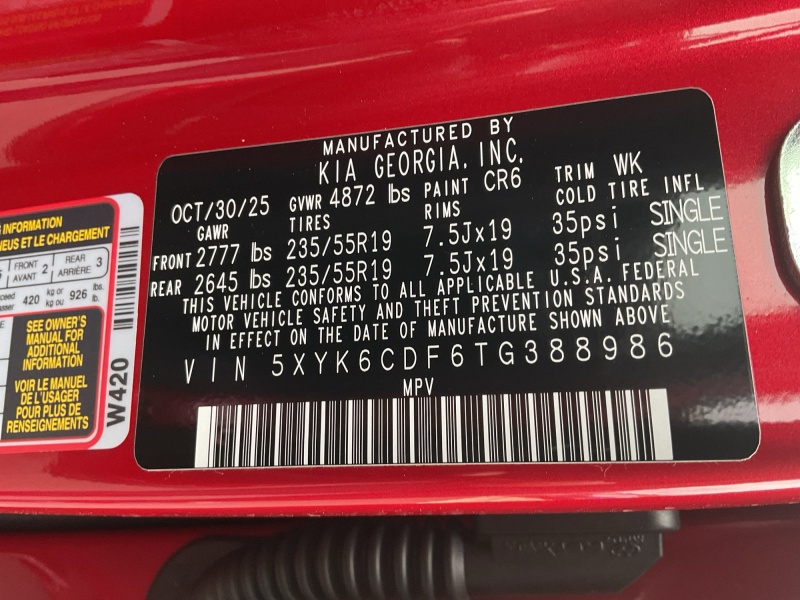 MANUFACTURED BY
KIA GEORGIA, INC.
OCT/30/25 GVWR 4872 lbs PAINT CR6 TRIM WK
GAWR TIRES RIMS COLD TIRE INFL
FRONT 2777 lbs 235/55R19 7.5Jx19 35psi SINGLE
REAR 2645 lbs 235/55R19 7.5Jx19 35psi SINGLE
THIS VEHICLE CONFORMS TO ALL APPLICABLE U.S.A. FEDERAL
MOTOR VEHICLE SAFETY AND THEFT PREVENTION STANDARDS
IN EFFECT ON THE DATE OF MANUFACTURE SHOWN ABOVE
VIN 5XYK6CDF6TG388986
MPV
INFORMATION
ET LE CHARGEMENT
FRONT AVANT 2 REAR ARRIÈRE 3
420 kg or kg ou 926 lbs. lb.
SEE OWNER'S
MANUAL FOR
ADDITIONAL
INFORMATION
VOIR LE MANUEL
DE L'USAGER
POUR PLUS DE
RENSEIGNEMENTS
W420